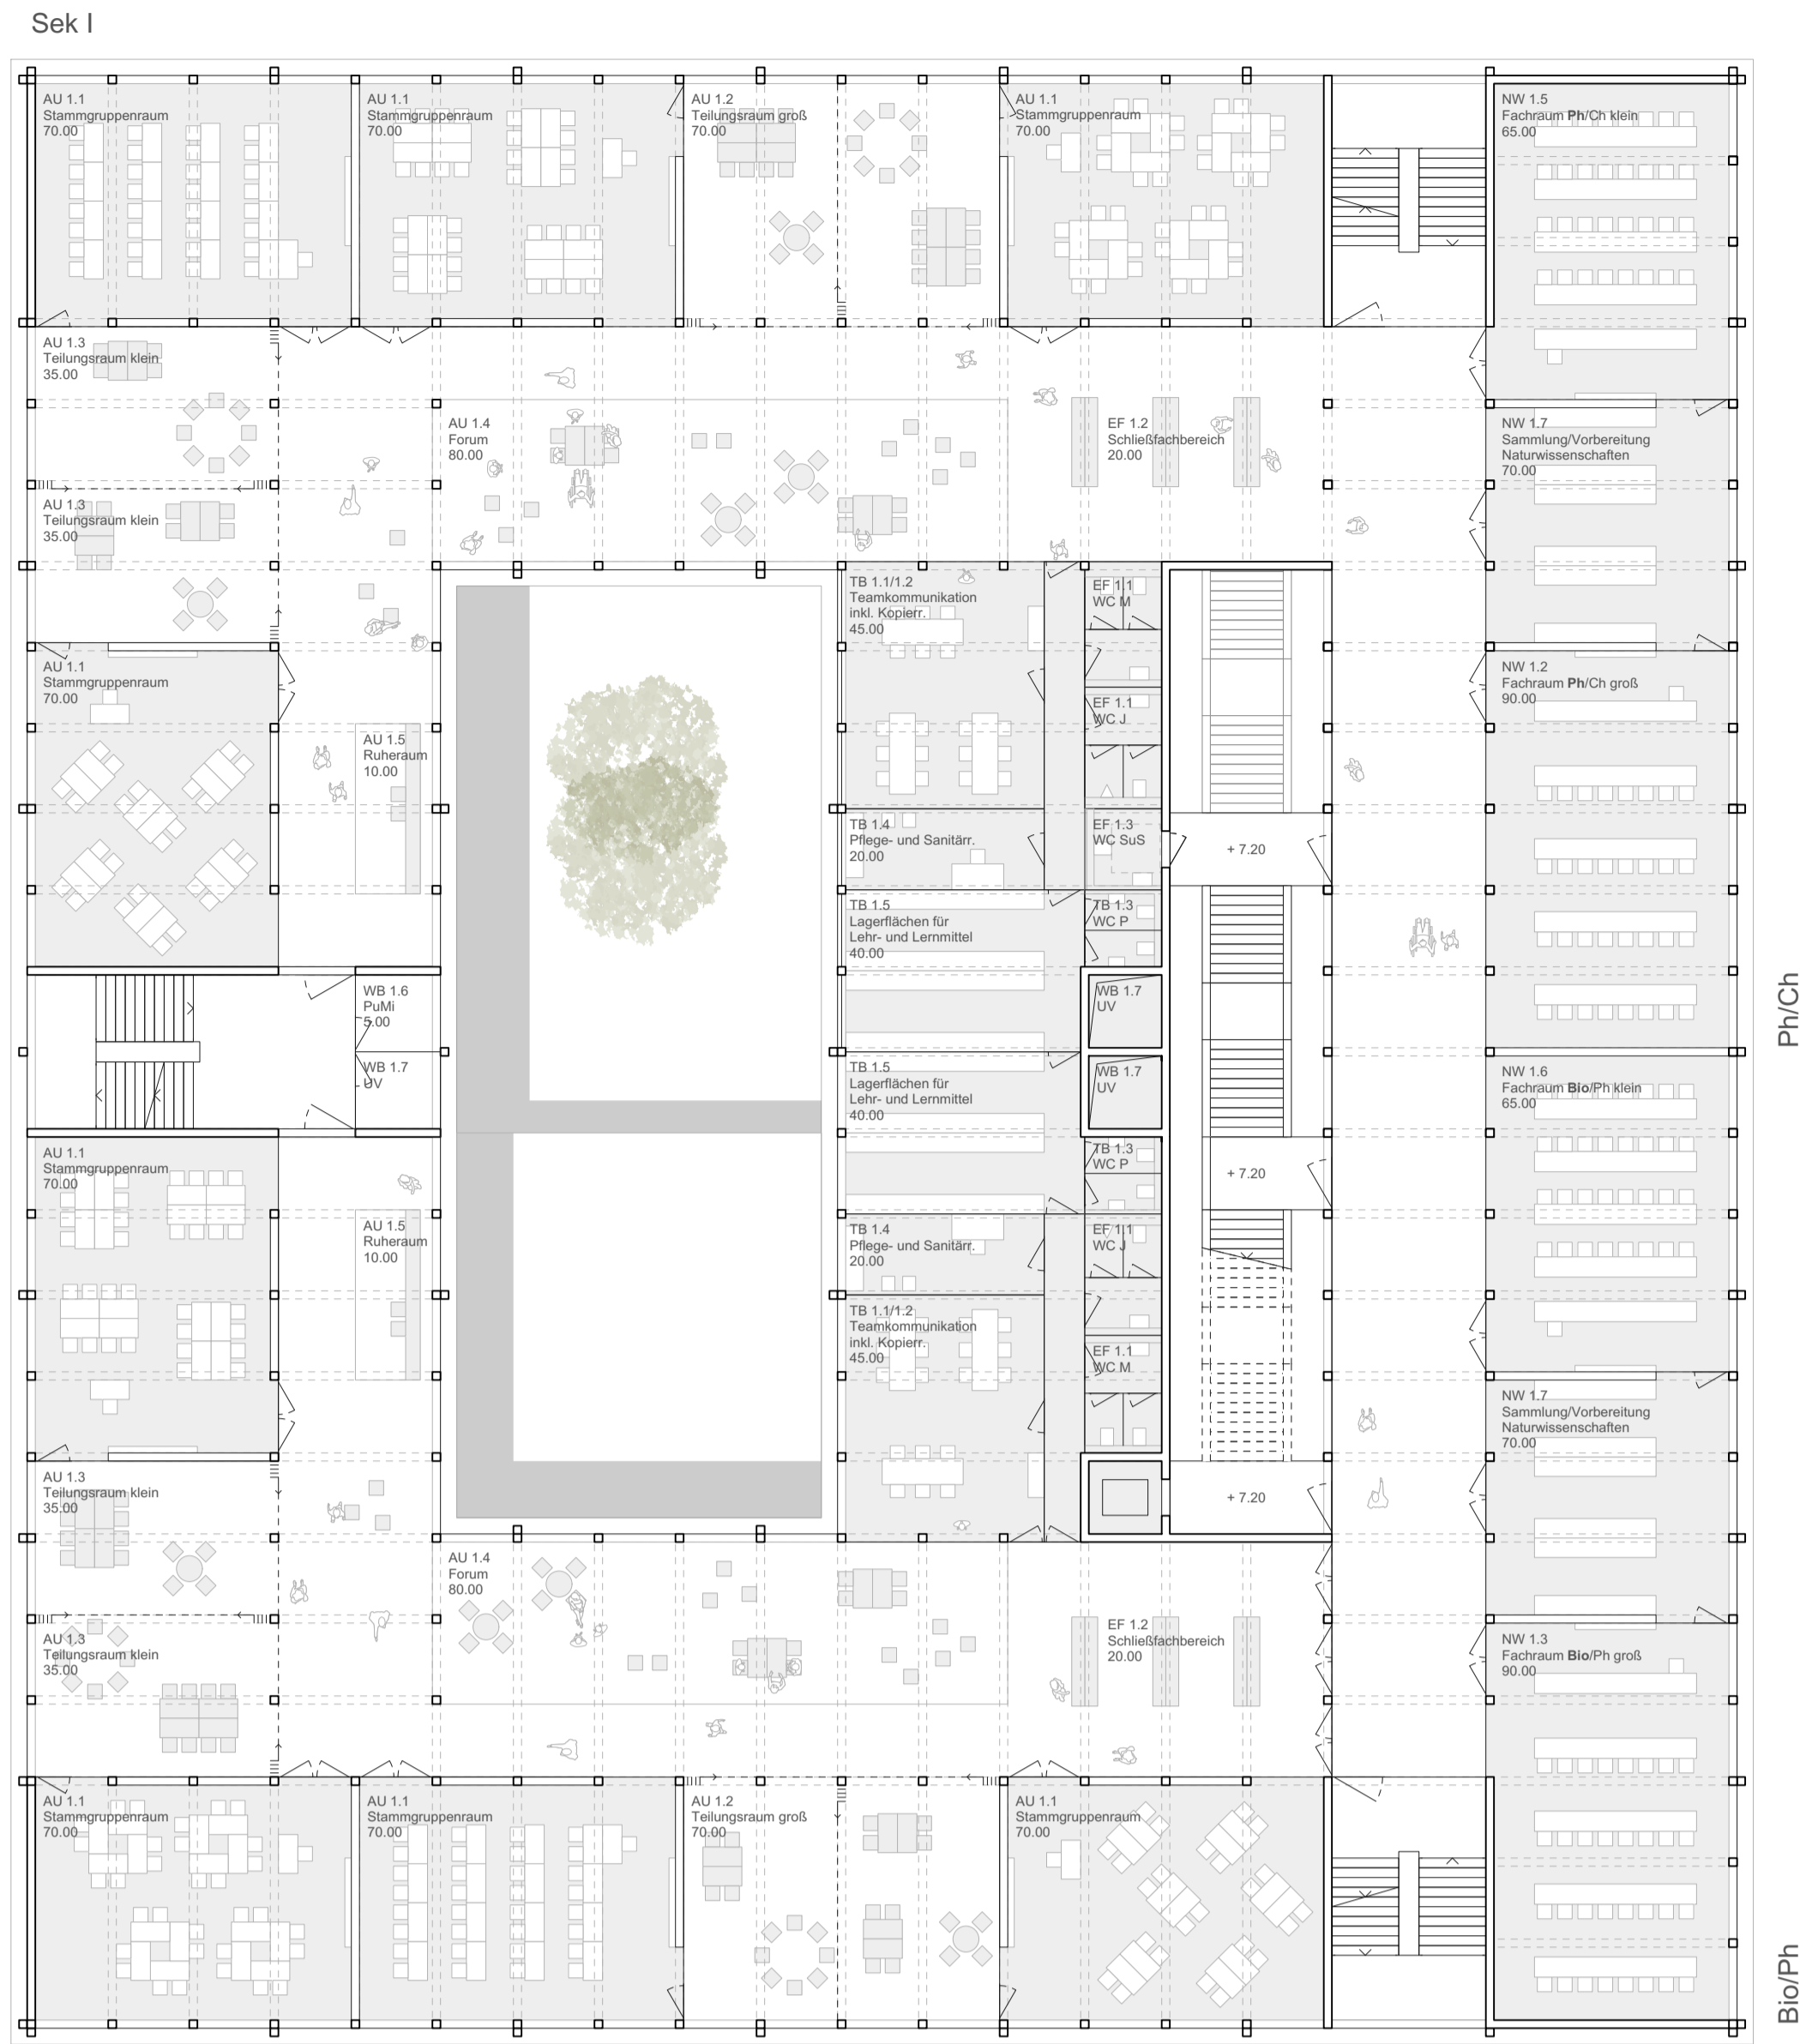 Sek I
AU 1.1
Stammgruppenraum
70.00
AU 1.1
Stammgruppenraum
70.00
AU 1.2
Teilungsraum groß
70.00
AU 1.1
Stammgruppenraum
70.00
NW 1.5
Fachraum Ph/Ch klein
65.00
AU 1.3
Teilungsraum klein
35.00
AU 1.4
Forum
80.00
EF 1.2
Schließfachbereich
20.00
NW 1.7
Sammlung/Vorbereitung
Naturwissenschaften
70.00
AU 1.3
Teilungsraum klein
35.00
TB 1.1/1.2
Teamkommunikation
inkl. Kopierr.
45.00
EF 1.1
WC M
AU 1.1
Stammgruppenraum
70.00
NW 1.2
Fachraum Ph/Ch groß
90.00
EF 1.1
WC J
AU 1.5
Ruheraum
10.00
TB 1.4
Pflege- und Sanitärr.
20.00
EF 1.3
WC SuS
+ 7.20
TB 1.5
Lagerflächen für
Lehr- und Lernmittel
40.00
TB 1.3
WC P
WB 1.6
PuMi
5.00
WB 1.7
UV
Ph/Ch
WB 1.7
UV
TB 1.5
Lagerflächen für
Lehr- und Lernmittel
40.00
WB 1.7
UV
NW 1.6
Fachraum Bio/Ph klein
65.00
AU 1.1
Stammgruppenraum
70.00
TB 1.3
WC P
+ 7.20
AU 1.5
Ruheraum
10.00
TB 1.4
Pflege- und Sanitärr.
20.00
EF 1.1
WC J
TB 1.1/1.2
Teamkommunikation
inkl. Kopierr.
45.00
EF 1.1
WC M
NW 1.7
Sammlung/Vorbereitung
Naturwissenschaften
70.00
AU 1.3
Teilungsraum klein
35.00
+ 7.20
AU 1.4
Forum
80.00
EF 1.2
Schließfachbereich
20.00
AU 1.3
Teilungsraum klein
35.00
NW 1.3
Fachraum Bio/Ph groß
90.00
AU 1.1
Stammgruppenraum
70.00
AU 1.1
Stammgruppenraum
70.00
AU 1.2
Teilungsraum groß
70.00
AU 1.1
Stammgruppenraum
70.00
Bio/Ph